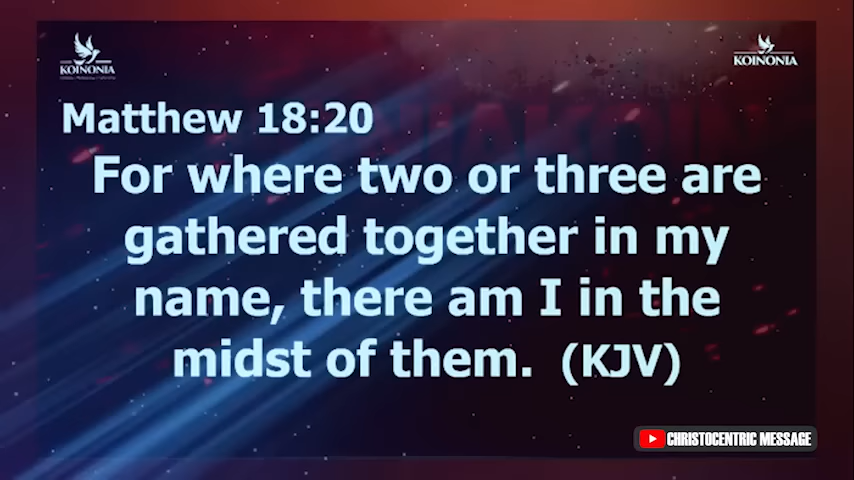 KOINONIA
KOINONIA
Matthew 18:20
For where two or three are
gathered together in my
name, there am I in the
midst of them. (KJV)
CHRISTOCENTRIC MESSAGE